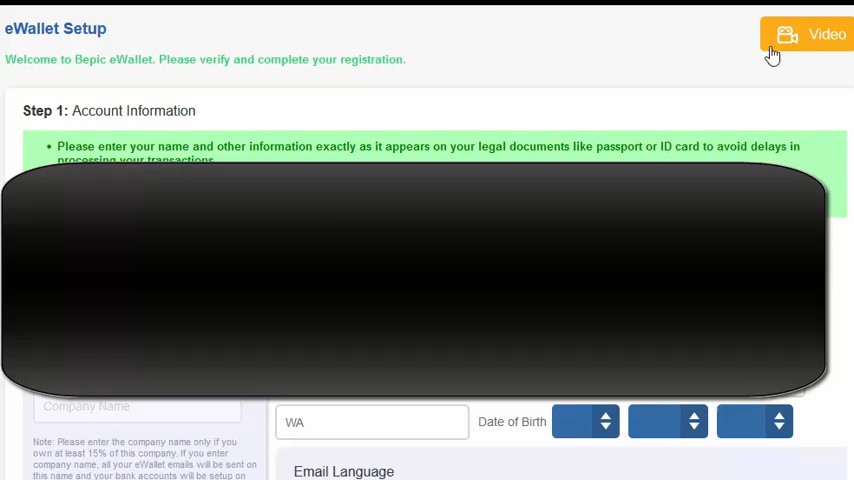 eWallet Setup
Video
Welcome to Bepic eWallet. Please verify and complete your registration.
Step 1: Account Information
• Please enter your name and other information exactly as it appears on your legal documents like passport or ID card to avoid delays in
processing your transactions.
Company Name
WA
Date of Birth
Note: Please enter the company name only if you
own at least 15% of this company. If you enter
company name, all your eWallet emails will be sent on
this name and your bank accounts will be setup on
Email Language